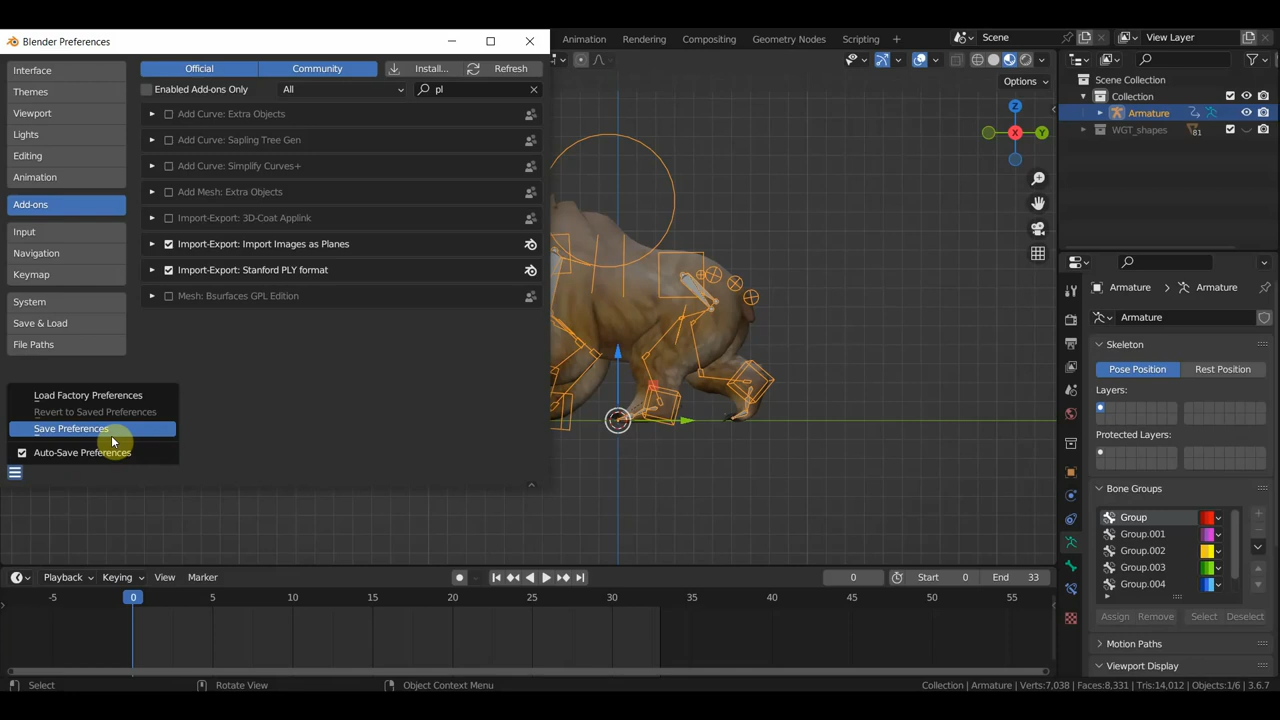 Blender Preferences
Interface
Themes
Viewport
Lights
Editing
Animation
Add-ons
Input
Navigation
Keymap
System
Save & Load
File Paths
Official
Community
Install...
Refresh
Enabled Add-ons Only
All
pl
Add Curve: Extra Objects
Add Curve: Sapling Tree Gen
Add Curve: Simplify Curves+
Add Mesh: Extra Objects
Import-Export: 3D-Coat Applink
Import-Export: Import Images as Planes
Import-Export: Stanford PLY format
Mesh: Bsurfaces GPL Edition
Load Factory Preferences
Revert to Saved Preferences
Save Preferences
Auto-Save Preferences
Animation
Rendering
Compositing
Geometry Nodes
Scripting
Scene
View Layer
Options
Z
Y
X
Scene Collection
Collection
Armature
WGT_shapes
81
Armature
Armature
Armature
Skeleton
Pose Position
Rest Position
Layers:
Protected Layers:
Bone Groups
Group
Group.001
Group.002
Group.003
Group.004
Assign
Remove
Select
Deselect
Motion Paths
Viewport Display
Playback
Keying
View
Marker
0
Start 0
End 33
-5 0 5 10 15 20 25 30 35 40 45 50 55
Select
Rotate View
Object Context Menu
Collection | Armature | Verts:7,038 | Faces:8,331 | Tris:14,012 | Objects:1/6 | 3.6.7